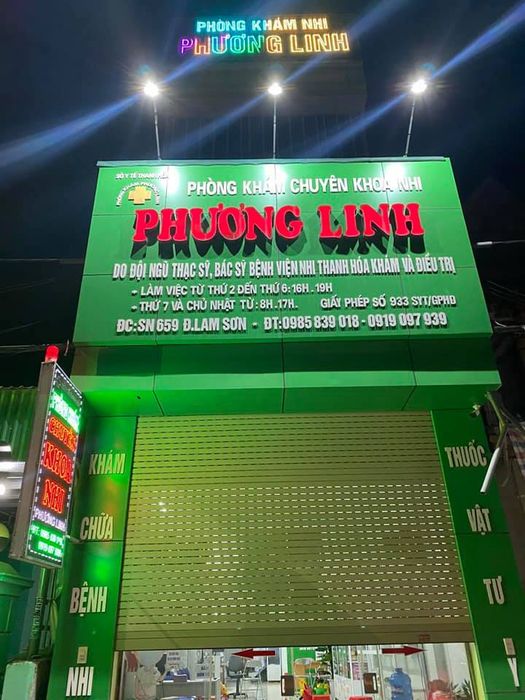 PHÒNG KHÁM NHI
PHƯƠNG LINH
SỞ Y TẾ THANH HÓA
PHÒNG KHÁM CHUYÊN KHOA NHI
PHƯƠNG LINH
DO ĐỘI NGŨ THẠC SỸ, BÁC SỸ BỆNH VIỆN NHI THANH HÓA KHÁM VÀ ĐIỀU TRỊ
+ LÀM VIỆC TỪ THỨ 2 ĐẾN THỨ 6:16H.19H
+ THỨ 7 VÀ CHỦ NHẬT TỪ:8H.17H. GIẤY PHÉP SỐ 933 SYT/GPHĐ
ĐC:SN 659 Đ.LAM SƠN - ĐT:0985 839 018 - 0919 097 939
PHÒNG KHÁM
CHUYÊN
KHOA
NHI
PHƯƠNG LINH
KHÁM
CHỮA
BỆNH
NHI
THUỐC
VẬT
TƯ
Y